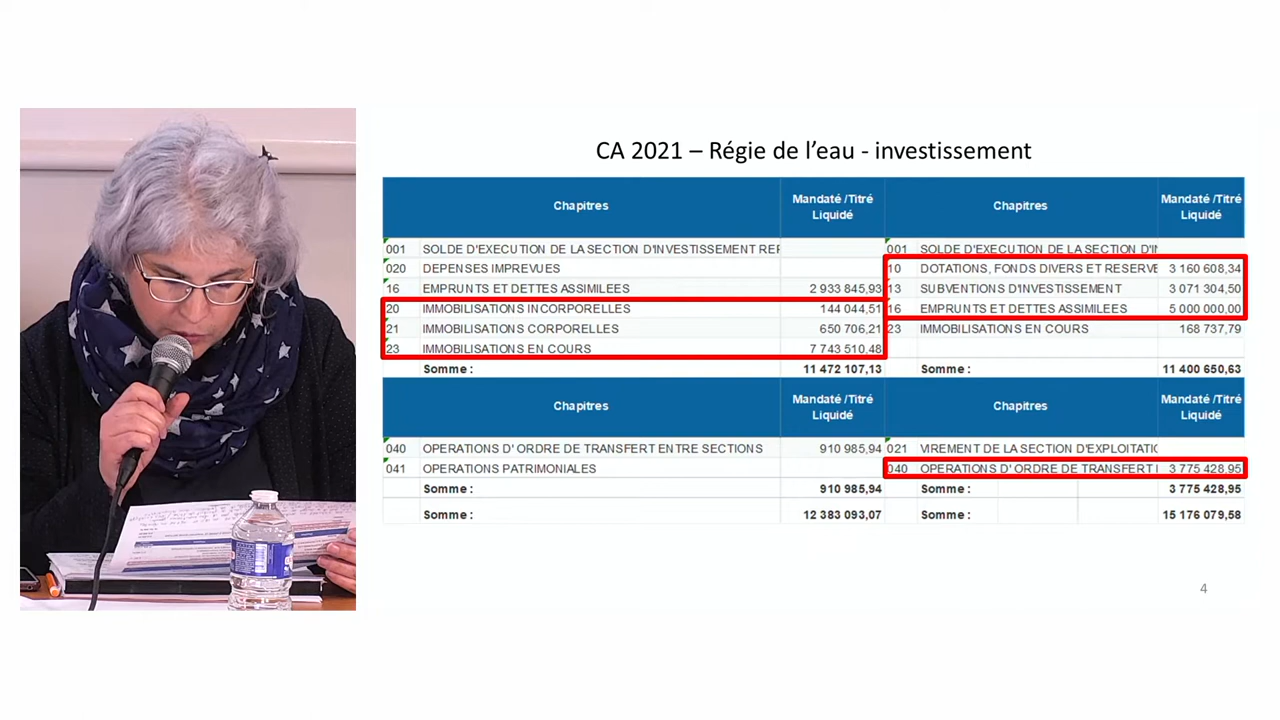 CA 2021 – Régie de l'eau - investissement
Chapitres Mandaté /Titré Liquidé Chapitres Mandaté /Titré Liquidé
001 SOLDE D'EXECUTION DE LA SECTION D'INVESTISSEMENT REP 001 SOLDE D'EXECUTION DE LA SECTION D'IN
020 DEPENSES IMPREVUES 10 DOTATIONS, FONDS DIVERS ET RESERVE 3 160 608,34
16 EMPRUNTS ET DETTES ASSIMILEES 2 933 845,93 13 SUBVENTIONS D'INVESTISSEMENT 3 071 304,50
20 IMMOBILISATIONS INCORPORELLES 144 044,51 16 EMPRUNTS ET DETTES ASSIMILEES 5 000 000,00
21 IMMOBILISATIONS CORPORELLES 650 706,21 23 IMMOBILISATIONS EN COURS 168 737,79
23 IMMOBILISATIONS EN COURS 7 743 510,48
Somme : 11 472 107,13 Somme : 11 400 650,63
Chapitres Mandaté /Titré Liquidé Chapitres Mandaté /Titré Liquidé
040 OPERATIONS D' ORDRE DE TRANSFERT ENTRE SECTIONS 910 985,94 021 VIREMENT DE LA SECTION D'EXPLOITATIO
041 OPERATIONS PATRIMONIALES 040 OPERATIONS D' ORDRE DE TRANSFERT 3 775 428,95
Somme : 910 985,94 Somme : 3 775 428,95
Somme : 12 383 093,07 Somme : 15 176 079,58
4